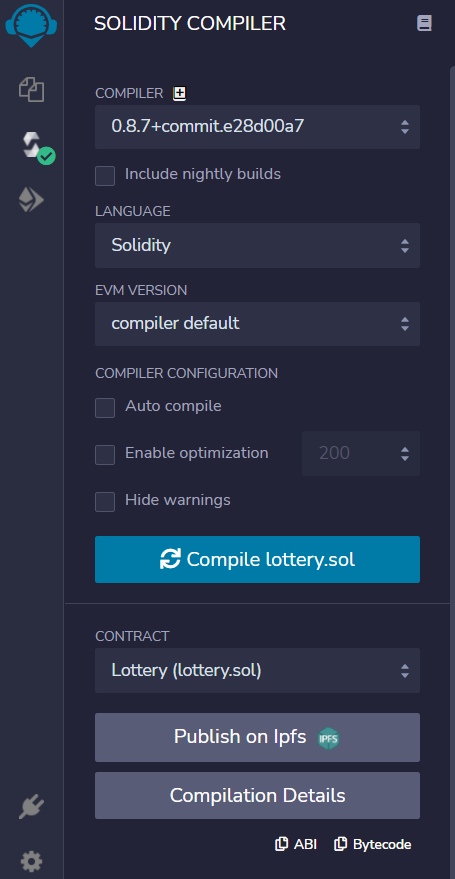 SOLIDITY COMPILER
COMPILER
0.8.7+commit.e28d00a7
Include nightly builds
LANGUAGE
Solidity
EVM VERSION
compiler default
COMPILER CONFIGURATION
Auto compile
Enable optimization 200
Hide warnings
Compile lottery.sol
CONTRACT
Lottery (lottery.sol)
Publish on Ipfs IPFS
Compilation Details
ABI Bytecode